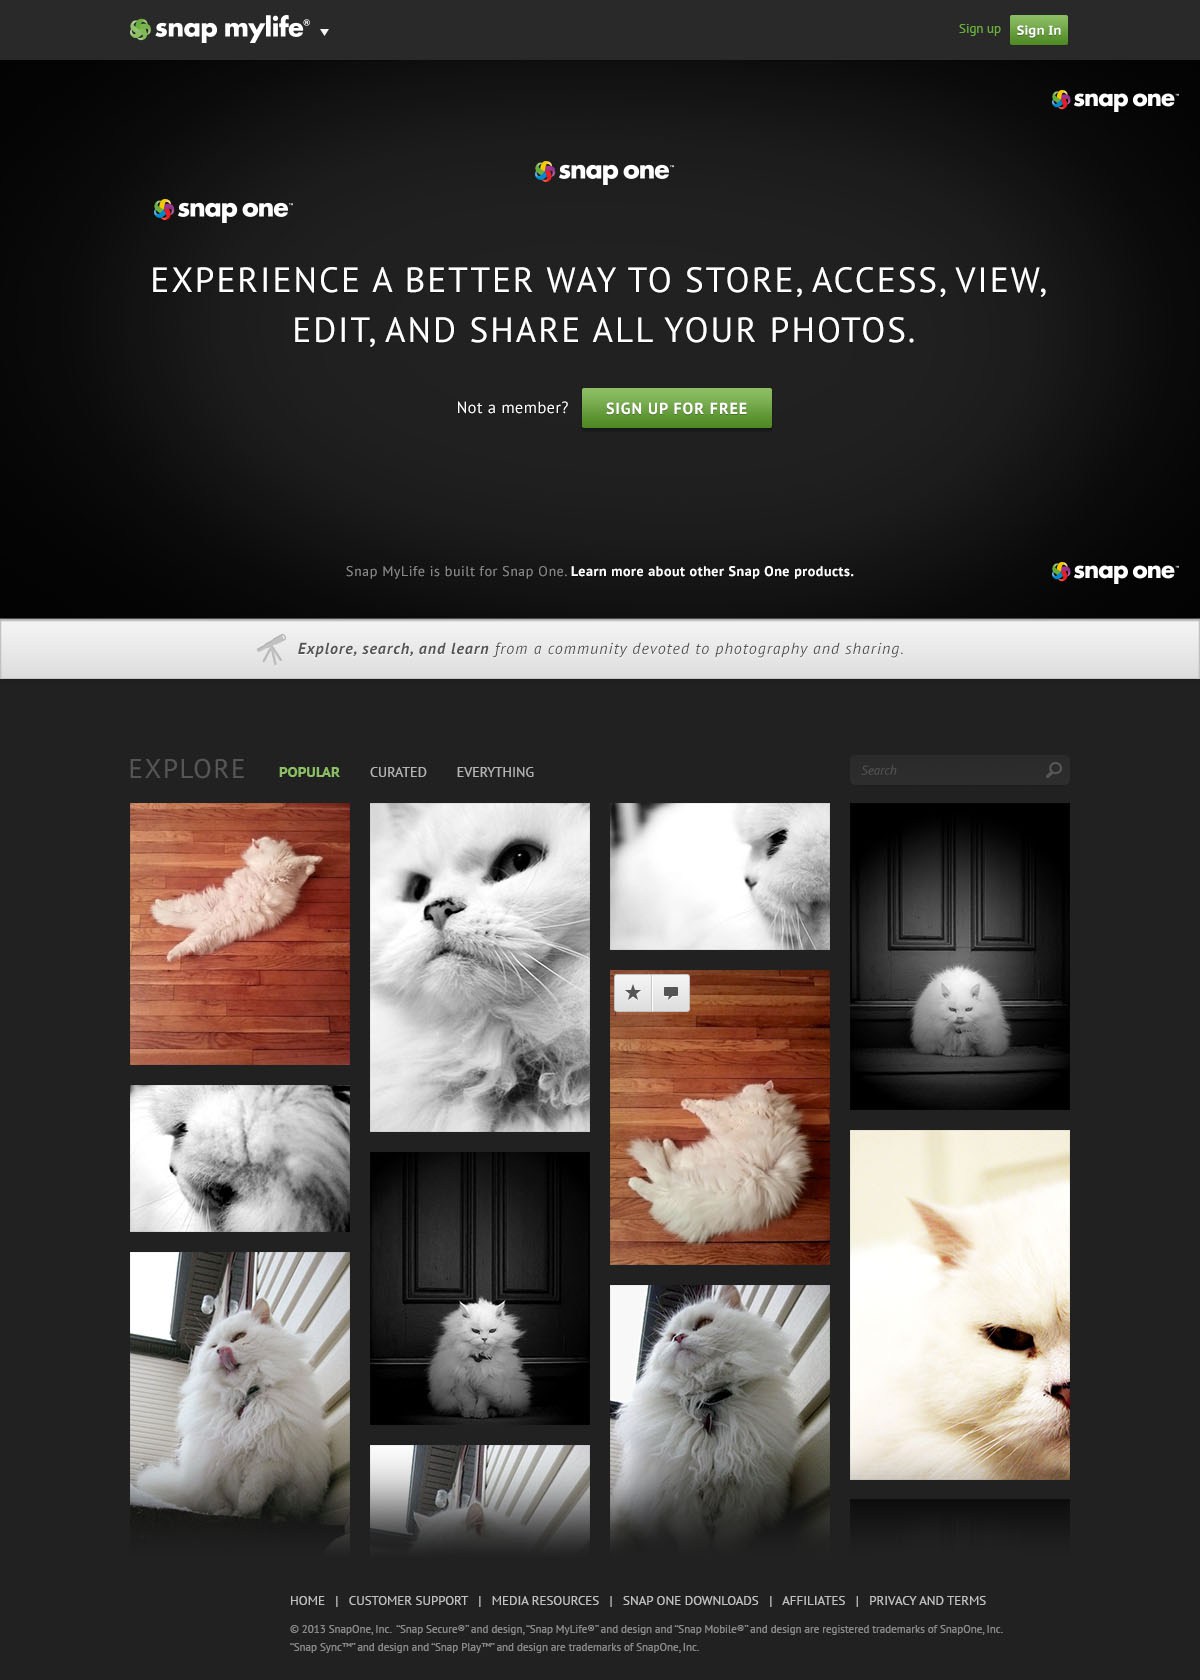 snap mylife®
Sign up
Sign In
snap one™
snap one™
snap one™
EXPERIENCE A BETTER WAY TO STORE, ACCESS, VIEW,
EDIT, AND SHARE ALL YOUR PHOTOS.
Not a member?
SIGN UP FOR FREE
Snap MyLife is built for Snap One. Learn more about other Snap One products.
snap one™
Explore, search, and learn from a community devoted to photography and sharing.
EXPLORE
POPULAR
CURATED
EVERYTHING
Search
HOME | CUSTOMER SUPPORT | MEDIA RESOURCES | SNAP ONE DOWNLOADS | AFFILIATES | PRIVACY AND TERMS
© 2013 SnapOne, Inc. "Snap Secure®" and design, "Snap MyLife®" and design and "Snap Mobile®" and design are registered trademarks of SnapOne, Inc.
"Snap Sync™" and design and "Snap Play™" and design are trademarks of SnapOne, Inc.